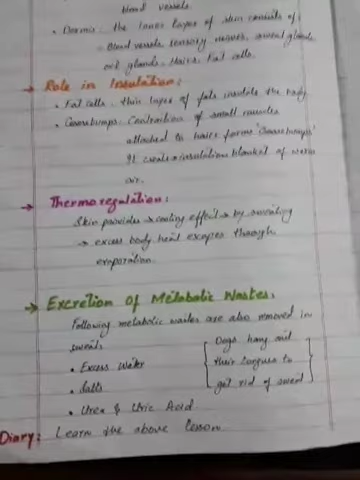 blood vessels.
• Dermis: the inner layer of skin consists of;
- Blood vessels sensory nerves, sweat glands
oil glands, Hairs, Fat cells.
→ Role in Insulation:
• Fat cells: thin layer of fats insulate the body
• Goosebumps: Contraction of small muscles
attached to hairs forms 'Goosebumps'
It creates insulation blanket of warm
air.
→ Thermoregulation:
Skin provides → cooling effect → by sweating
→ excess body heat escapes through
evaporation.
→ Excretion Of Metabolic Wastes,
Following metabolic wastes are also removed in
sweat;
• Excess Water
• Salts
• Urea & Uric Acid
[Dogs hang out
their tongues to
get rid of sweat]
Diary: Learn the above lesson